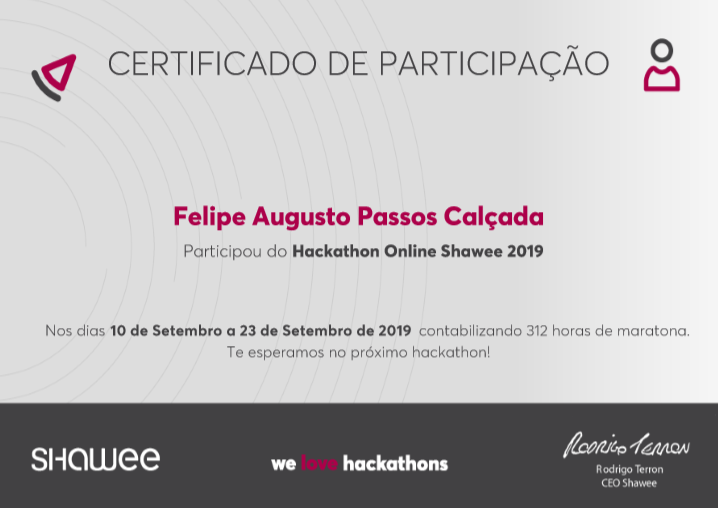 CERTIFICADO DE PARTICIPAÇÃO
Felipe Augusto Passos Calçada
Participou do Hackathon Online Shawee 2019
Nos dias 10 de Setembro a 23 de Setembro de 2019 contabilizando 312 horas de maratona.
Te esperamos no próximo hackathon!
SHAWEE
we love hackathons
RODRIGO TERRON
Rodrigo Terron
CEO Shawee